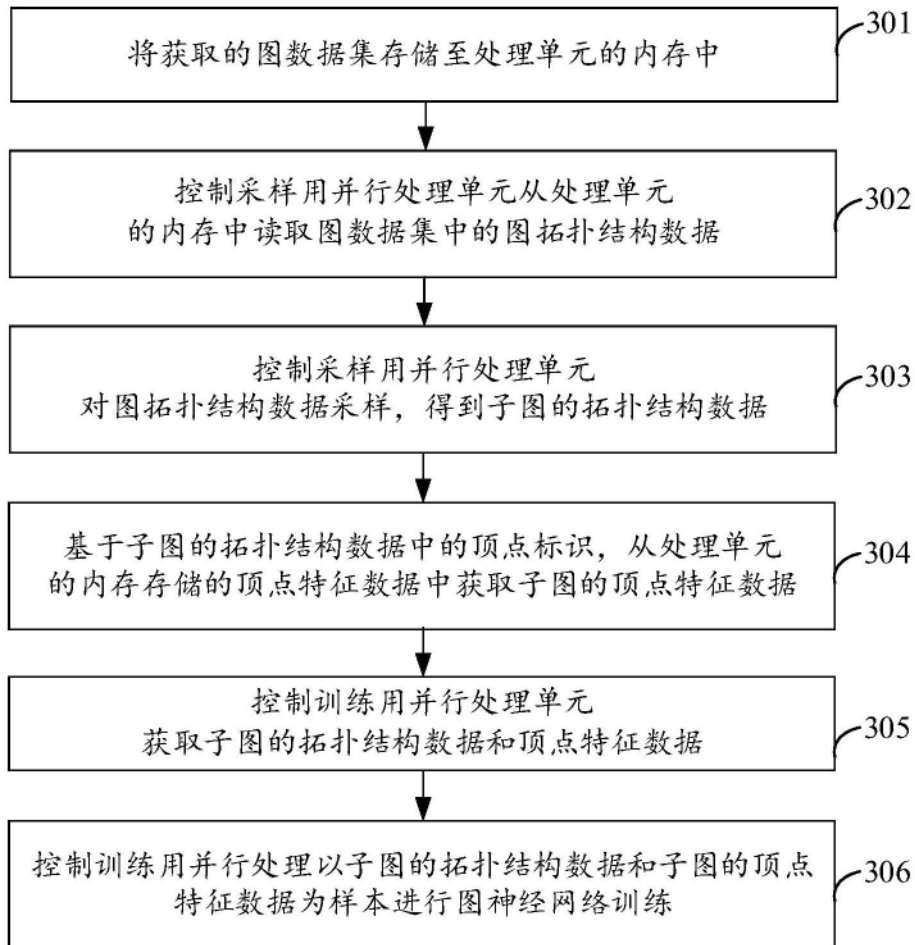 将获取的图数据集存储至处理单元的内存中
301
控制采样用并行处理单元从处理单元
的内存中读取图数据集中的图拓扑结构数据
302
控制采样用并行处理单元
对图拓扑结构数据采样，得到子图的拓扑结构数据
303
基于子图的拓扑结构数据中的顶点标识，从处理单元
的内存存储的顶点特征数据中获取子图的顶点特征数据
304
控制训练用并行处理单元
获取子图的拓扑结构数据和顶点特征数据
305
控制训练用并行处理以子图的拓扑结构数据和子图的顶点
特征数据为样本进行图神经网络训练
306